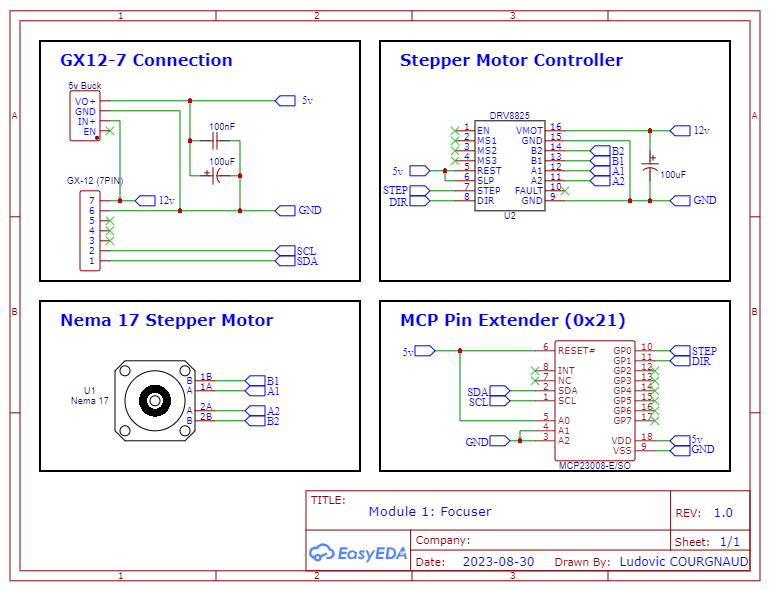 1 2 3
A A
B B
GX12-7 Connection
5v Buck
VO+
GND
IN+
EN
5v
100nF
100uF
GX-12 (7PIN)
7
6
5
4
3
2
1
12v
GND
SCL
SDA
Stepper Motor Controller
DRV8825
1 EN VMOT 16
2 MS1 GND 15
3 MS2 B2 14 B2
4 MS3 B1 13 B1
5 REST A1 12 A1
6 SLP A2 11 A2
7 STEP FAULT 10
8 DIR GND 9
U2
5v
STEP
DIR
12v
100uF
GND
Nema 17 Stepper Motor
U1
Nema 17
B 1B B1
A 1A A1
A 2A A2
B 2B B2
MCP Pin Extender (0x21)
5v 6 RESET# GP0 10 STEP
GP1 11 DIR
8 INT GP2 12
7 NC GP3 13
SDA 2 SDA GP4 14
SCL 1 SCL GP5 15
GP6 16
5 A0 GP7 17
4 A1
GND 3 A2 VDD 18 5v
VSS 9 GND
MCP23008-E/SO
TITLE:
Module 1: Focuser
REV: 1.0
EasyEDA
Company:
Sheet: 1/1
Date: 2023-08-30 Drawn By: Ludovic COURGNAUD
1 2 3